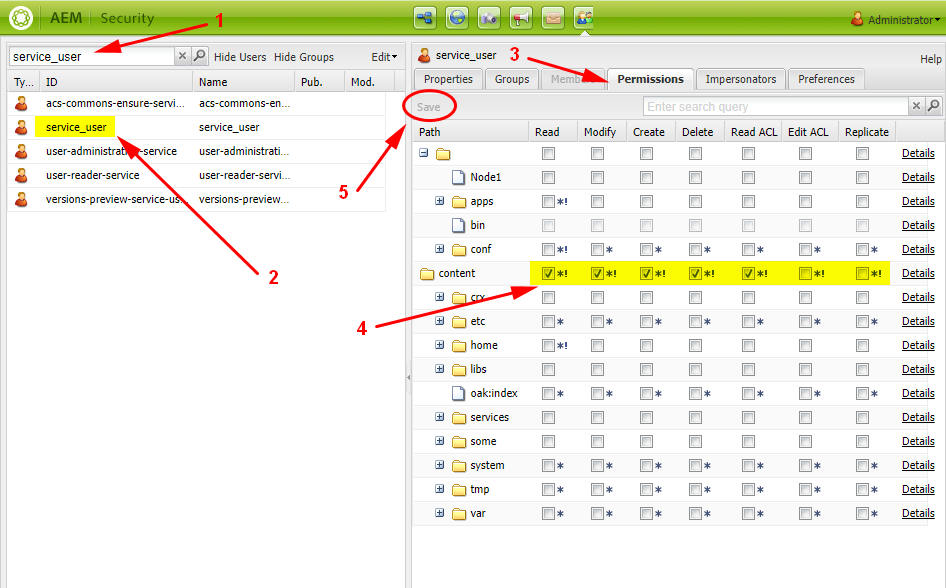 AEM Security
Administrator
1
service_user
Hide Users Hide Groups Edit
Ty... ID Name Pub. Mod.
acs-commons-ensure-servi... acs-commons-en...
service_user service_user
user-administration-service user-administrati...
user-reader-service user-reader-servi...
versions-preview-service-us... versions-preview...
2
service_user
3
Help
Properties Groups Members Permissions Impersonators Preferences
Save
Enter search query
5
Path Read Modify Create Delete Read ACL Edit ACL Replicate
Details
Node1 Details
apps *! Details
bin Details
conf *! * * * * * * Details
content *! *! *! *! *! *! *! Details
4
crx Details
etc * * * * * * * Details
home *! Details
libs Details
oak:index * * * * * * * Details
services Details
some Details
system * * * * * * * Details
tmp * * * * * * * Details
var * * * * * * * Details